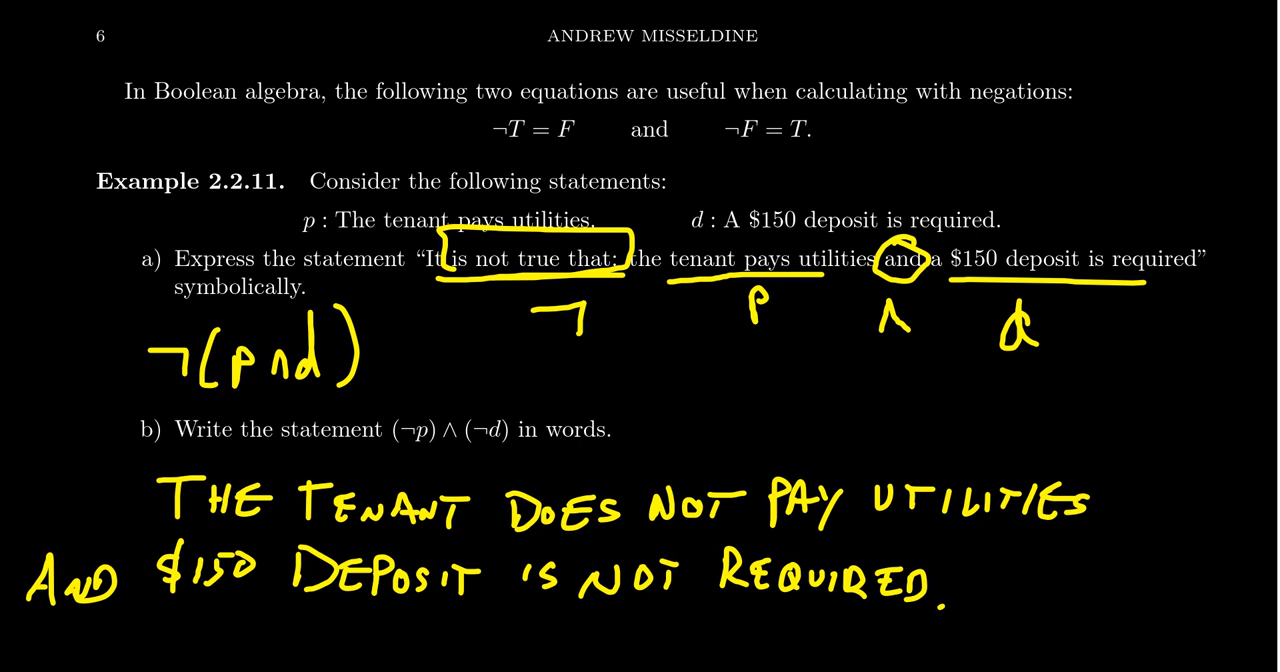 6 ANDREW MISSELDINE
In Boolean algebra, the following two equations are useful when calculating with negations:
¬T = F and ¬F = T.
Example 2.2.11. Consider the following statements:
p : The tenant pays utilities. d : A $150 deposit is required.
a) Express the statement “It is not true that: the tenant pays utilities and a $150 deposit is required”
symbolically.
¬ p ∧ d
¬(p ∧ d)
b) Write the statement (¬p) ∧ (¬d) in words.
THE TENANT DOES NOT PAY UTILITIES
AND $150 DEPOSIT IS NOT REQUIRED.